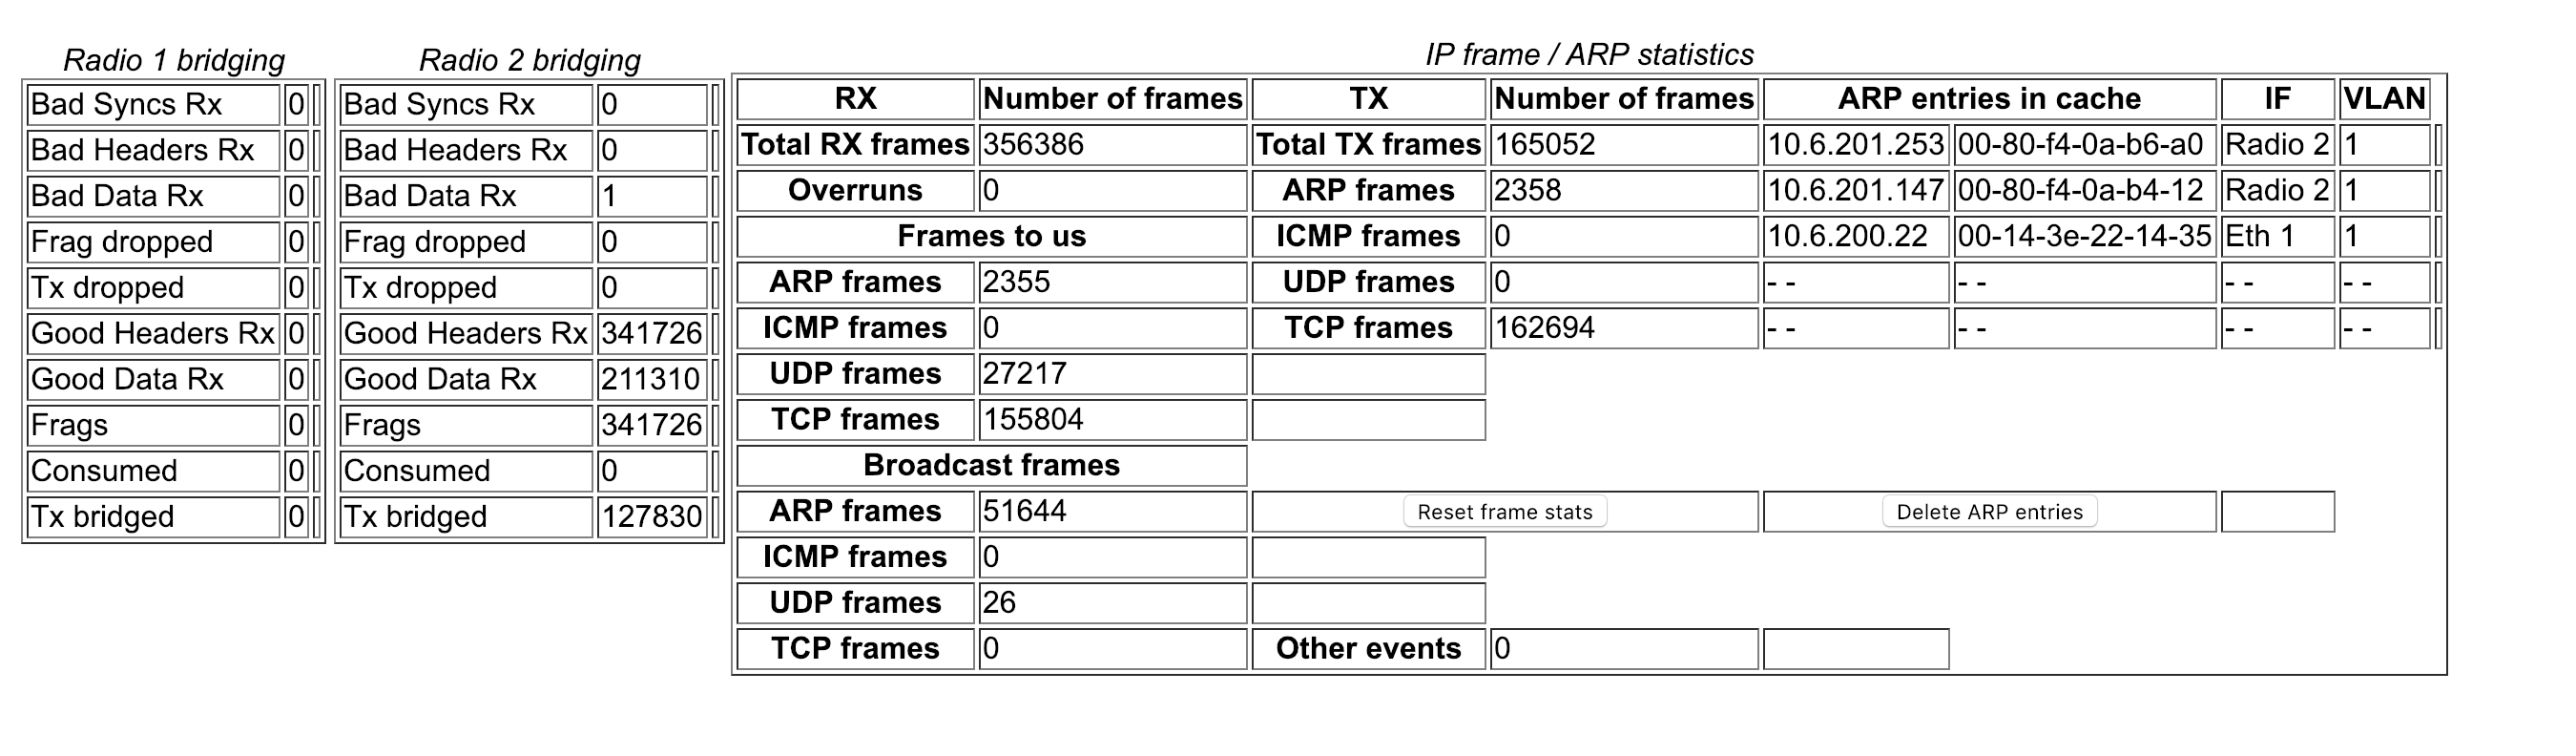 Radio 1 bridging
Bad Syncs Rx 0
Bad Headers Rx 0
Bad Data Rx 0
Frag dropped 0
Tx dropped 0
Good Headers Rx 0
Good Data Rx 0
Frags 0
Consumed 0
Tx bridged 0
Radio 2 bridging
Bad Syncs Rx 0
Bad Headers Rx 0
Bad Data Rx 1
Frag dropped 0
Tx dropped 0
Good Headers Rx 341726
Good Data Rx 211310
Frags 341726
Consumed 0
Tx bridged 127830
IP frame / ARP statistics
RX Number of frames TX Number of frames ARP entries in cache IF VLAN
Total RX frames 356386 Total TX frames 165052 10.6.201.253 00-80-f4-0a-b6-a0 Radio 2 1
Overruns 0 ARP frames 2358 10.6.201.147 00-80-f4-0a-b4-12 Radio 2 1
Frames to us ICMP frames 0 10.6.200.22 00-14-3e-22-14-35 Eth 1 1
ARP frames 2355 UDP frames 0 - - - - - - - -
ICMP frames 0 TCP frames 162694 - - - - - - - -
UDP frames 27217
TCP frames 155804
Broadcast frames
ARP frames 51644 Reset frame stats Delete ARP entries
ICMP frames 0
UDP frames 26
TCP frames 0 Other events 0